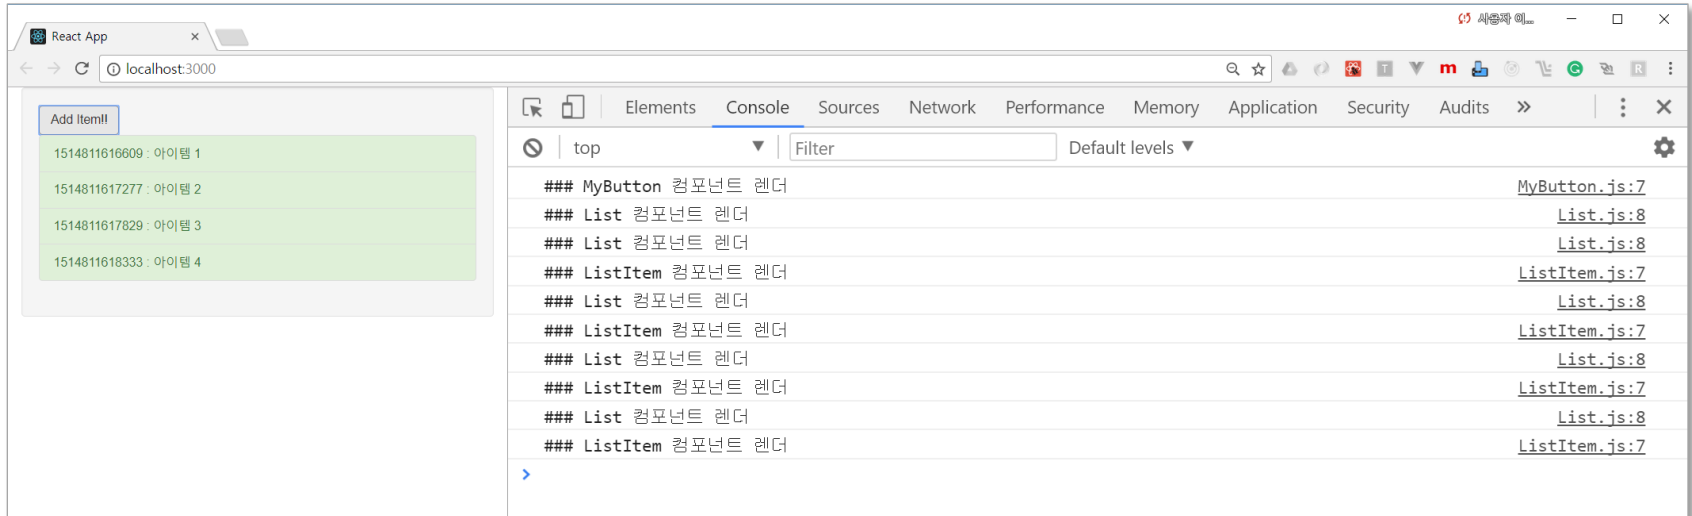 사용자 이...
React App
localhost:3000
T m G R
Add Item!!
1514811616609 : 아이템 1
1514811617277 : 아이템 2
1514811617829 : 아이템 3
1514811618333 : 아이템 4
Elements Console Sources Network Performance Memory Application Security Audits »
top Filter Default levels
### MyButton 컴포넌트 렌더 MyButton.js:7
### List 컴포넌트 렌더 List.js:8
### List 컴포넌트 렌더 List.js:8
### ListItem 컴포넌트 렌더 ListItem.js:7
### List 컴포넌트 렌더 List.js:8
### ListItem 컴포넌트 렌더 ListItem.js:7
### List 컴포넌트 렌더 List.js:8
### ListItem 컴포넌트 렌더 ListItem.js:7
### List 컴포넌트 렌더 List.js:8
### ListItem 컴포넌트 렌더 ListItem.js:7